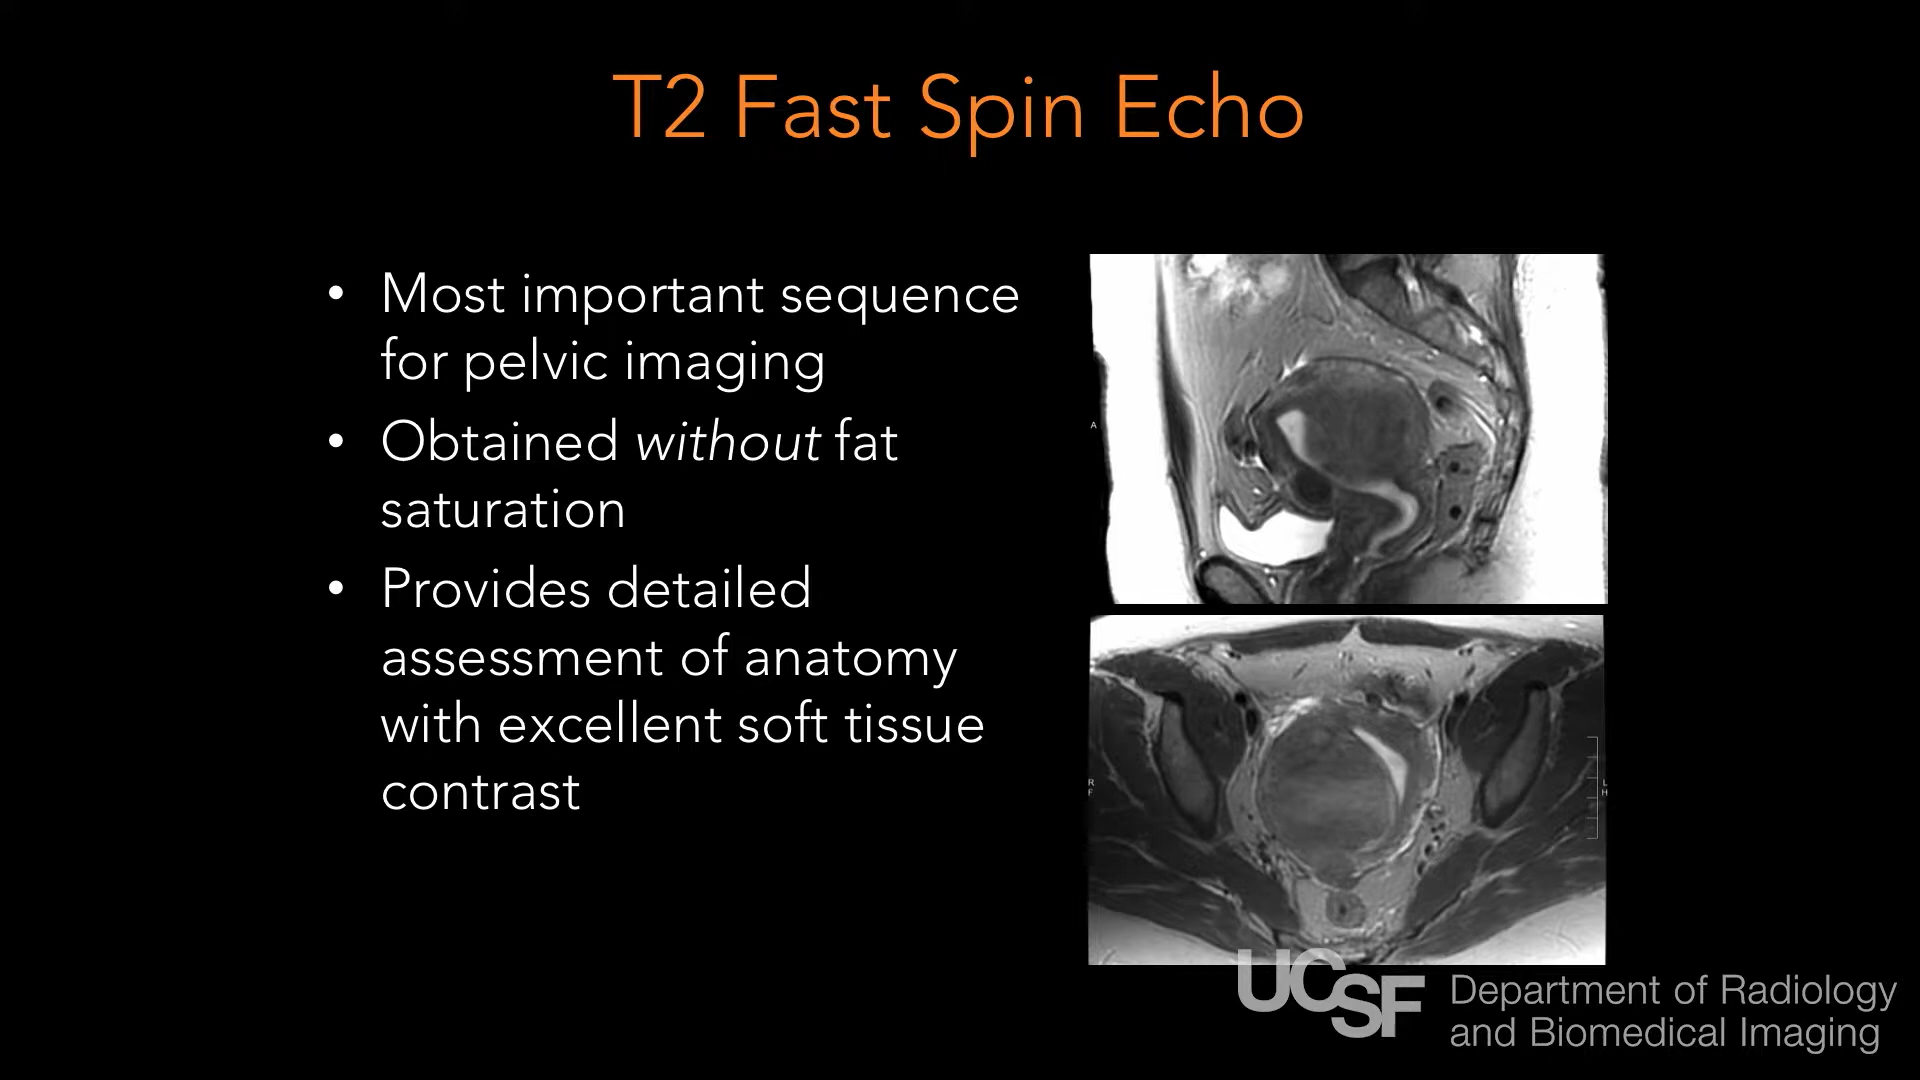 T2 Fast Spin Echo
• Most important sequence
for pelvic imaging
• Obtained without fat
saturation
• Provides detailed
assessment of anatomy
with excellent soft tissue
contrast
A
R
F
L
H
UCSF Department of Radiology
and Biomedical Imaging